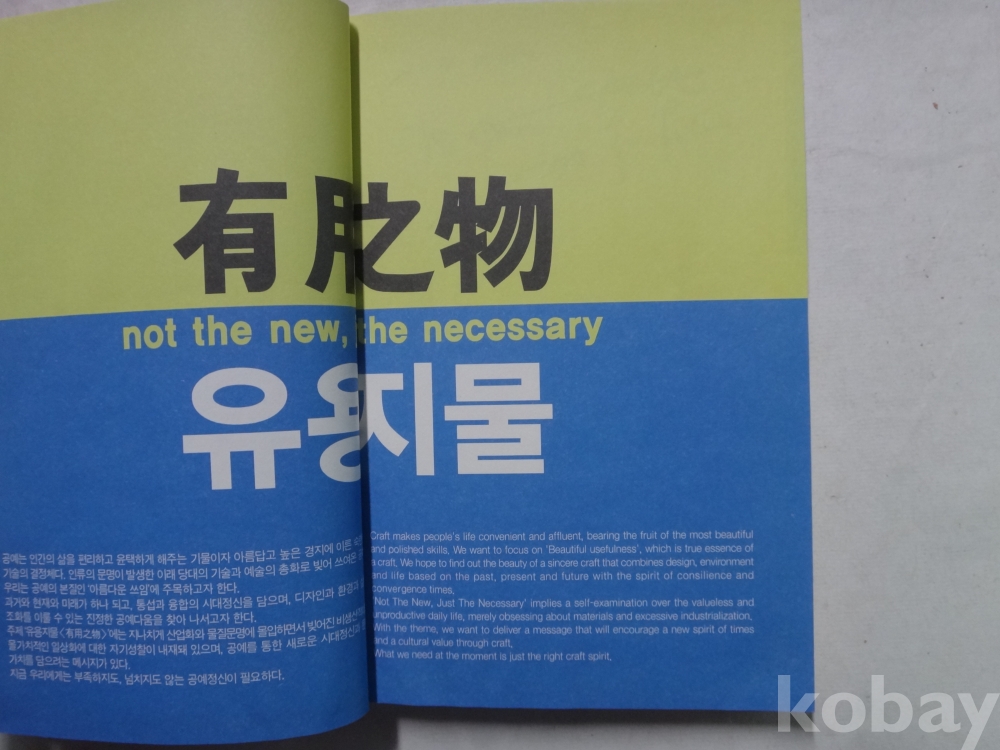 有用之物
not the new, the necessary
유용지물
공예는 인간의 삶을 편리하고 윤택하게 해주는 기물이자 아름답고 높은 경지에 이르
기술의 결정체다. 인류의 문명이 발생한 이래 당대의 기술과 예술의 총화로 빚어 쓰여온
우리는 공예의 본질인 '아름다운 쓰임'에 주목하고자 한다.
과거와 현재와 미래가 하나 되고, 통섭과 융합의 시대정신을 담으며, 디자인과 환경과
조화를 이룰 수 있는 진정한 공예다움을 찾아 나서고자 한다.
주제 '유용지물<有用之物>'에는 지나치게 산업화와 물질문명에 몰입하면서 빚어진
몰가치적인 일상화에 대한 자기성찰이 내재돼 있으며, 공예를 통한 새로운 시대정신과
가치를 담으려는 메시지가 있다.
지금 우리에게는 부족하지도, 넘치지도 않는 공예정신이 필요하다.
Craft makes people's life convenient and affluent, bearing the fruit of the most beautiful
and polished skills. We want to focus on 'Beautiful usefulness', which is true essence of
a craft. We hope to find out the beauty of a sincere craft that combines design, environment
and life based on the past, present and future with the spirit of consilience and
convergence times.
'Not The New, Just The Necessary' implies a self-examination over the valueless and
unproductive daily life, merely obsessing about materials and excessive industrialization.
With the theme, we want to deliver a message that will encourage a new spirit of times
and a cultural value through craft.
What we need at the moment is just the right craft spirit.
kobay